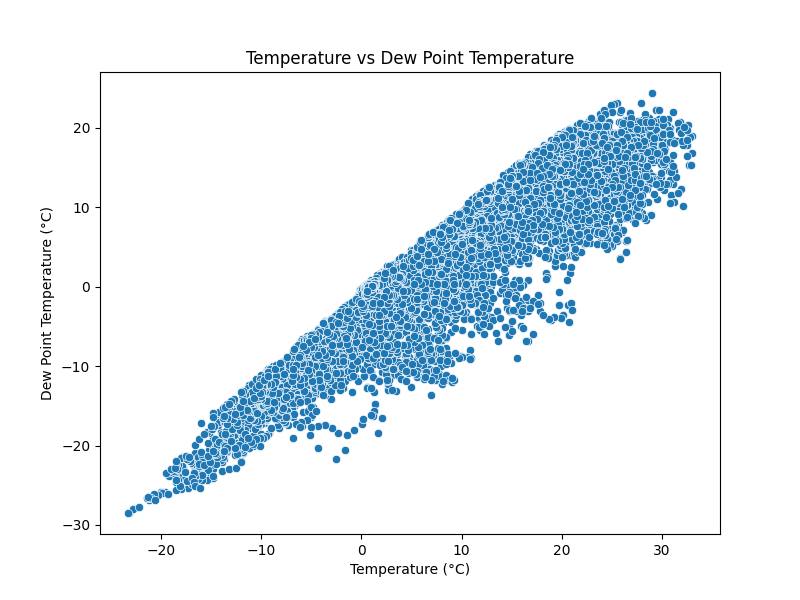 Temperature vs Dew Point Temperature
20
10
0
−10
−20
−30
Dew Point Temperature (°C)
−20 −10 0 10 20 30
Temperature (°C)